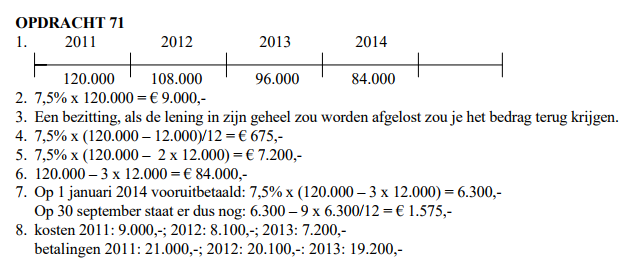 OPDRACHT 71
1. 2011 2012 2013 2014
120.000 108.000 96.000 84.000
2. 7,5% x 120.000 = € 9.000,-
3. Een bezitting, als de lening in zijn geheel zou worden afgelost zou je het bedrag terug krijgen.
4. 7,5% x (120.000 – 12.000)/12 = € 675,-
5. 7,5% x (120.000 – 2 x 12.000) = € 7.200,-
6. 120.000 – 3 x 12.000 = € 84.000,-
7. Op 1 januari 2014 vooruitbetaald: 7,5% x (120.000 – 3 x 12.000) = 6.300,-
Op 30 september staat er dus nog: 6.300 – 9 x 6.300/12 = € 1.575,-
8. kosten 2011: 9.000,-; 2012: 8.100,-; 2013: 7.200,-
betalingen 2011: 21.000,-; 2012: 20.100,-: 2013: 19.200,-